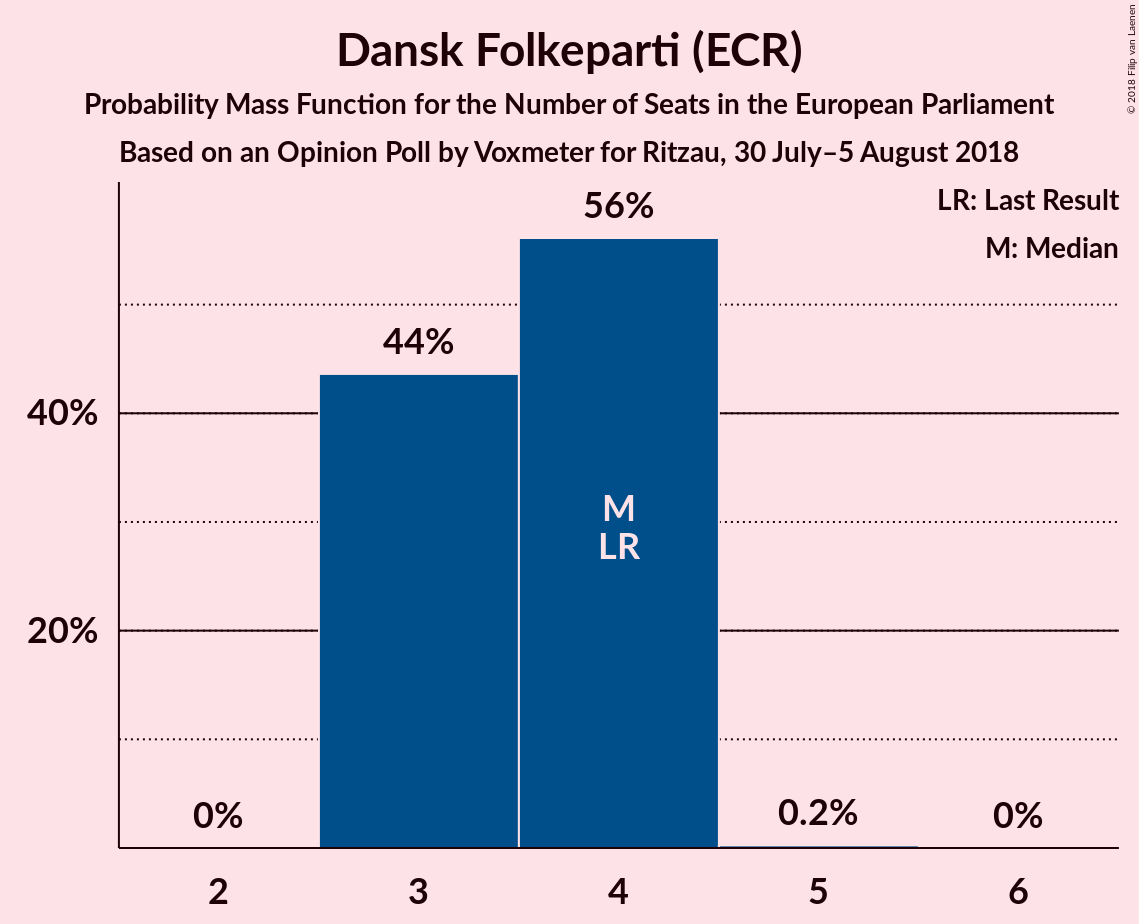 Dansk Folkeparti (ECR)
Probability Mass Function for the Number of Seats in the European Parliament
Based on an Opinion Poll by Voxmeter for Ritzau, 30 July–5 August 2018
© 2018 Filip van Laenen
LR: Last Result
M: Median
56%
44%
40%
M
LR
20%
0%
0.2%
0%
2
3
4
5
6